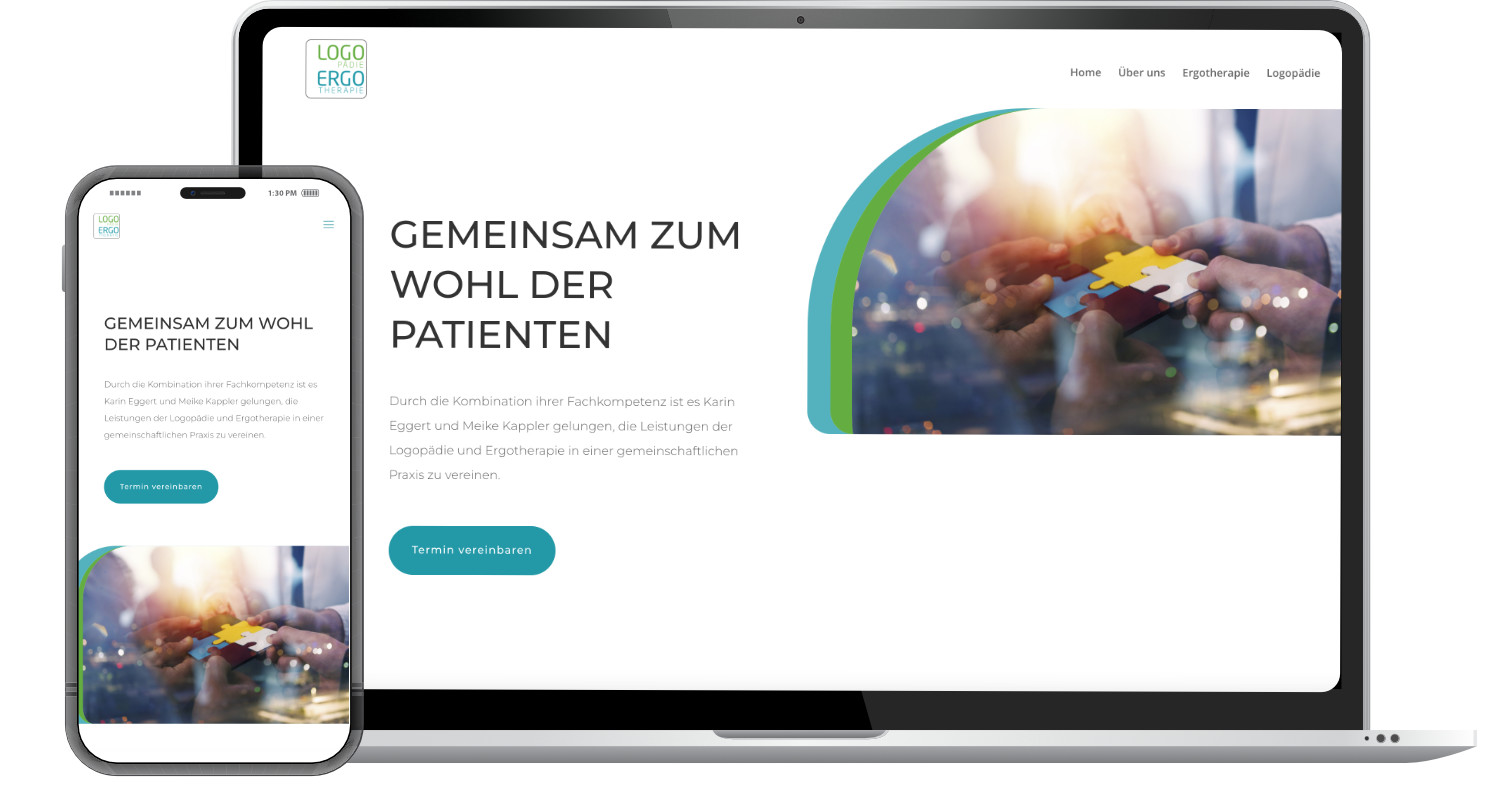 LOGO
PÄDIE
ERGO
THERAPIE
Home Über uns Ergotherapie Logopädie
GEMEINSAM ZUM
WOHL DER
PATIENTEN
Durch die Kombination ihrer Fachkompetenz ist es Karin
Eggert und Meike Kappler gelungen, die Leistungen der
Logopädie und Ergotherapie in einer gemeinschaftlichen
Praxis zu vereinen.
Termin vereinbaren
1:30 PM
LOGO
ERGO
GEMEINSAM ZUM WOHL
DER PATIENTEN
Durch die Kombination ihrer Fachkompetenz ist es
Karin Eggert und Meike Kappler gelungen, die
Leistungen der Logopädie und Ergotherapie in einer
gemeinschaftlichen Praxis zu vereinen.
Termin vereinbaren